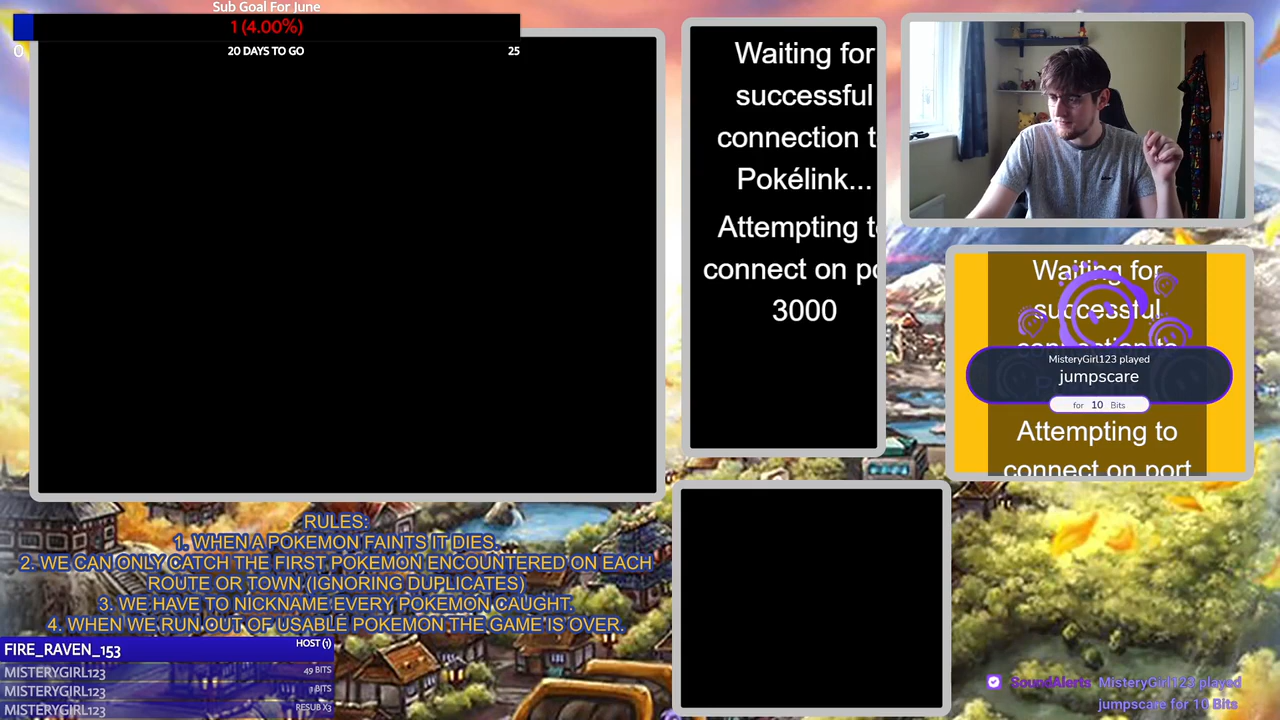 Sub Goal For June
1 (4.00%)
0
20 DAYS TO GO
25
Waiting for
successful
connection t
Pokélink...
Attempting to
connect on po
3000
Waiting for
successful
MisteryGirl123 played
jumpscare
for 10 Bits
Attempting to
connect on port
RULES:
1. WHEN A POKEMON FAINTS IT DIES.
2. WE CAN ONLY CATCH THE FIRST POKEMON ENCOUNTERED ON EACH
ROUTE OR TOWN (IGNORING DUPLICATES)
3. WE HAVE TO NICKNAME EVERY POKEMON CAUGHT.
4. WHEN WE RUN OUT OF USABLE POKEMON THE GAME IS OVER.
FIRE_RAVEN_153 HOST (1)
MISTERYGIRL123 49 BITS
MISTERYGIRL123 BITS
MISTERYGIRL123 RESUB X3
SoundAlerts MisteryGirl123 played
jumpscare for 10 Bits